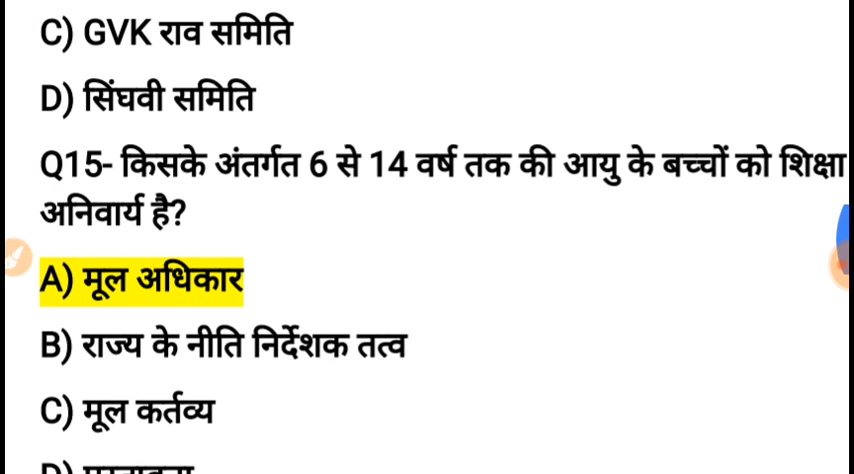 C) GVK राव समिति
D) सिंघवी समिति
Q15- किसके अंतर्गत 6 से 14 वर्ष तक की आयु के बच्चों को शिक्षा
अनिवार्य है?
A) मूल अधिकार
B) राज्य के नीति निर्देशक तत्व
C) मूल कर्तव्य
D)